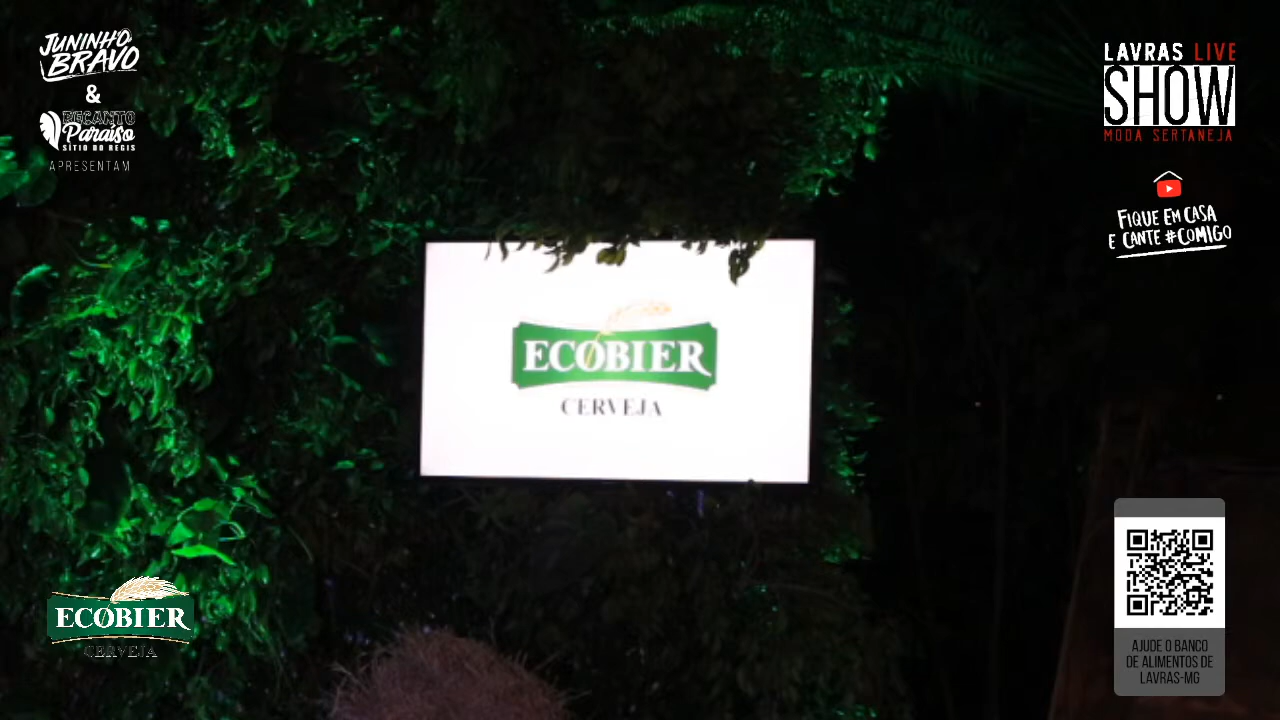 JUNINHO
BRAVO
&
RECANTO
Paraíso
SÍTIO DO REGIS
APRESENTAM
LAVRAS LIVE
SHOW
MODA SERTANEJA
FIQUE EM CASA
E CANTE #COMIGO
ECOBIER
CERVEJA
ECOBIER
CERVEJA
AJUDE O BANCO
DE ALIMENTOS DE
LAVRAS-MG